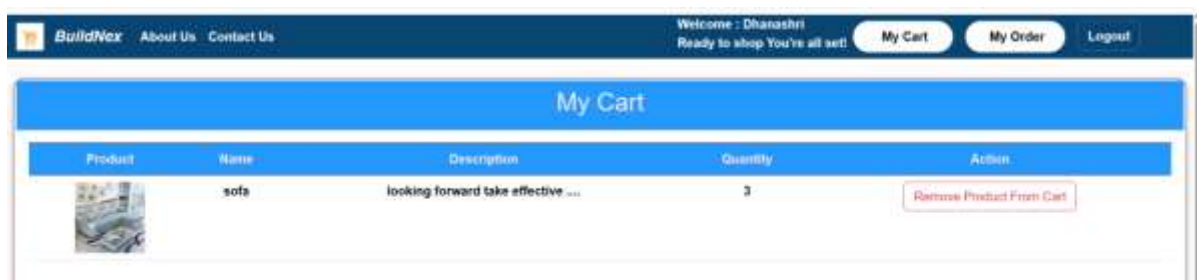 BuildNex About Us Contact Us
Welcome : Dhanashri
Ready to shop You're all set!
My Cart My Order Logout
My Cart
Product Name Description Quantity Action
sofa looking forward take effective .... 3 Remove Product From Cart